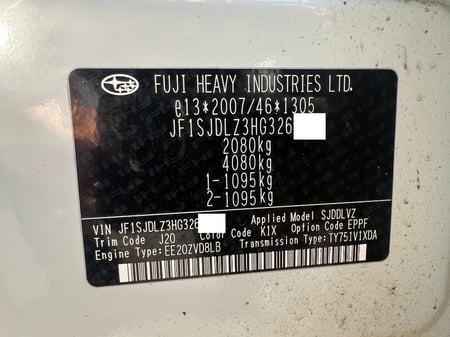 FUJI HEAVY INDUSTRIES LTD.
e13*2007/46*1305
JF1SJDLZ3HG326
2080kg
4080kg
1-1095kg
2-1095kg
VIN JF1SJDLZ3HG326 Applied Model SJDDLVZ
Trim Code J20 Color Code K1X Option Code EPPF
Engine Type: EE20ZVD8LB Transmission Type: TY751V1XDA